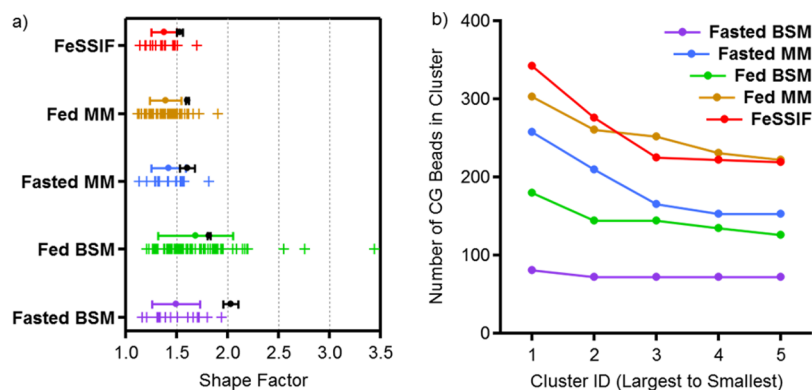 a)
FeSSIF
Fed MM
Fasted MM
Fed BSM
Fasted BSM
1.0 1.5 2.0 2.5 3.0 3.5
Shape Factor
b)
Fasted BSM
Fasted MM
Fed BSM
Fed MM
FeSSIF
Number of CG Beads in Cluster
400
300
200
100
0
1 2 3 4 5
Cluster ID (Largest to Smallest)